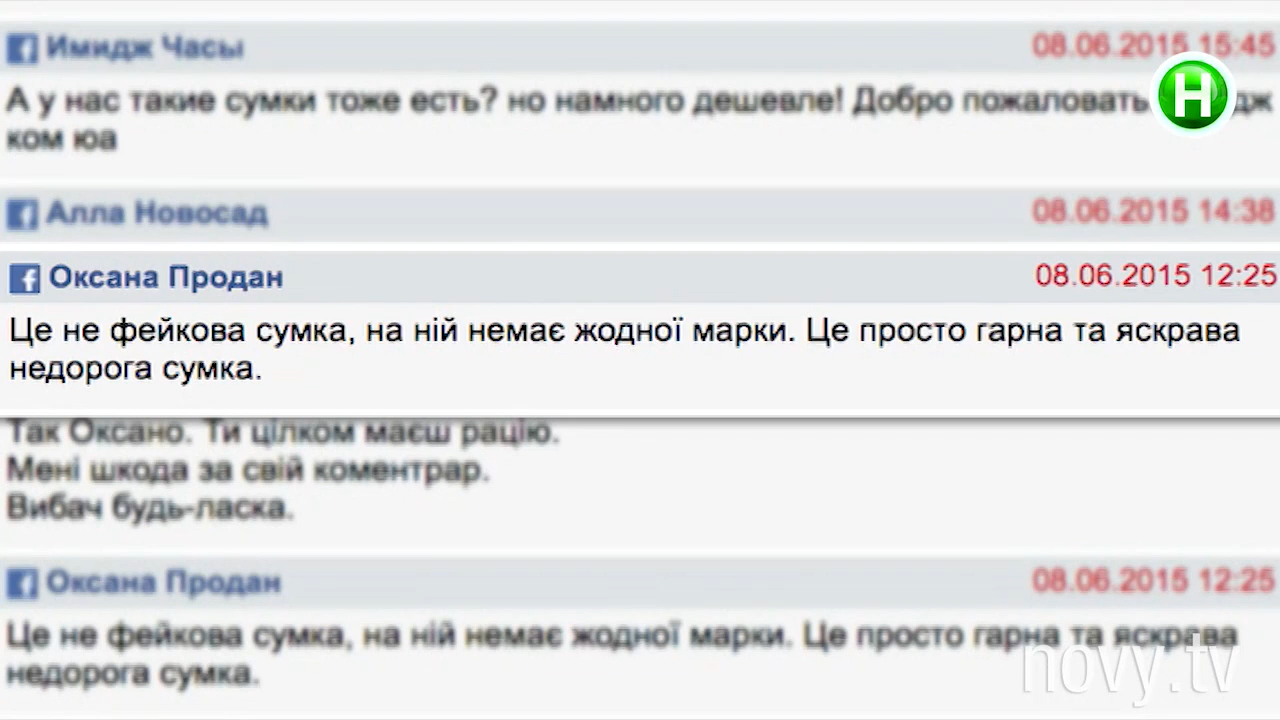 Имидж Часы 08.06.2015 15:45
А у нас такие сумки тоже есть? но намного дешевле! Добро пожаловать
ком юа
Алла Новосад 08.06.2015 14:38
Оксана Продан 08.06.2015 12:25
Це не фейкова сумка, на ній немає жодної марки. Це просто гарна та яскрава
недорога сумка.
Так Оксано. Ти цілком маєш рацію.
Мені шкода за свій коментрар.
Вибач будь-ласка.
Оксана Продан 08.06.2015 12:25
Це не фейкова сумка, на ній немає жодної марки. Це просто гарна та яскрава
недорога сумка.
novy.tv
Н